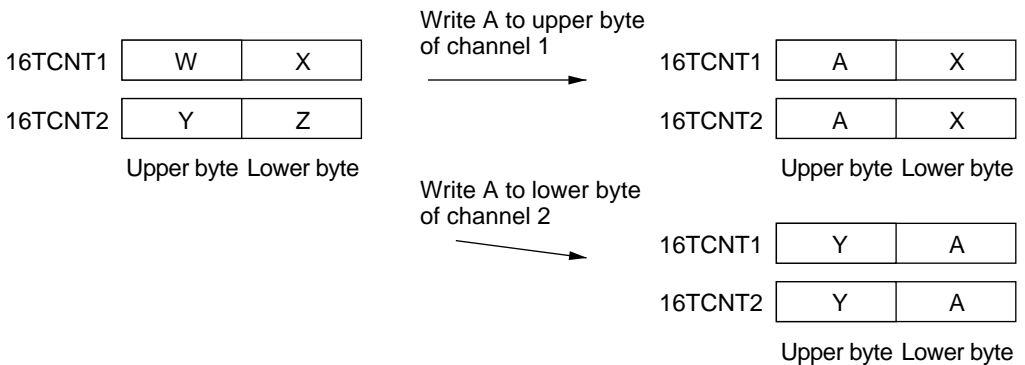 Write A to upper byte
of channel 1
16TCNT1 W X
16TCNT1 A X
16TCNT2 Y Z
16TCNT2 A X
Upper byte Lower byte
Upper byte Lower byte
Write A to lower byte
of channel 2
16TCNT1 Y A
16TCNT2 Y A
Upper byte Lower byte